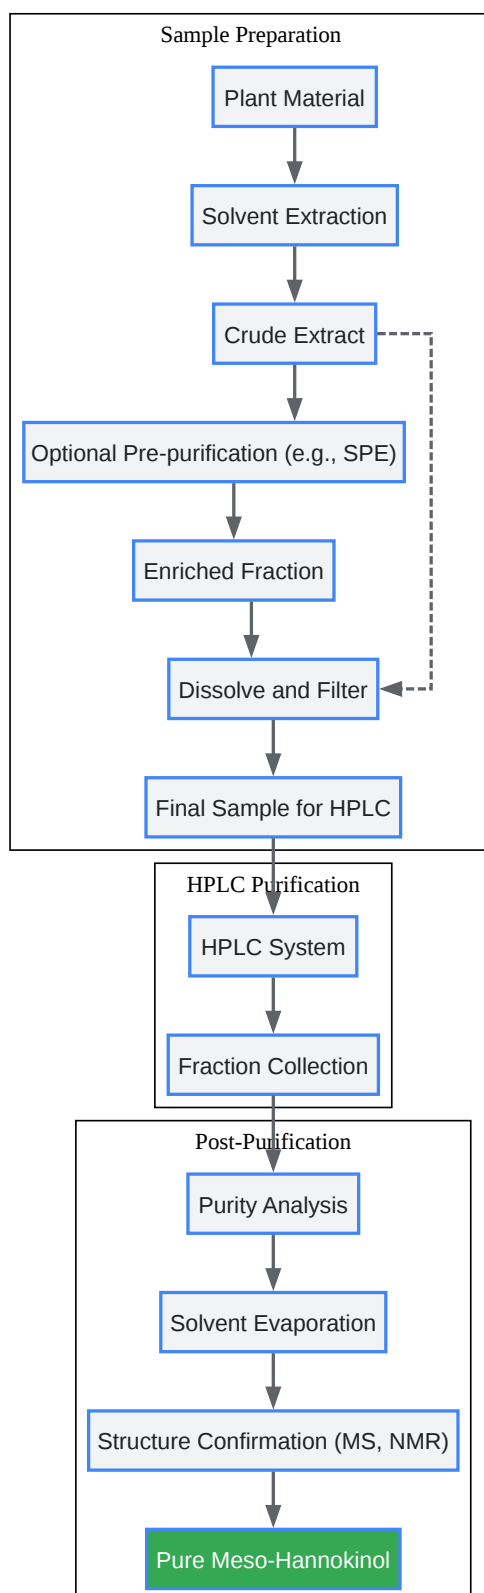 Sample Preparation
Plant Material
Solvent Extraction
Crude Extract
Optional Pre-purification (e.g., SPE)
Enriched Fraction
Dissolve and Filter
Final Sample for HPLC
HPLC Purification
HPLC System
Fraction Collection
Post-Purification
Purity Analysis
Solvent Evaporation
Structure Confirmation (MS, NMR)
Pure Meso-Hannokinol